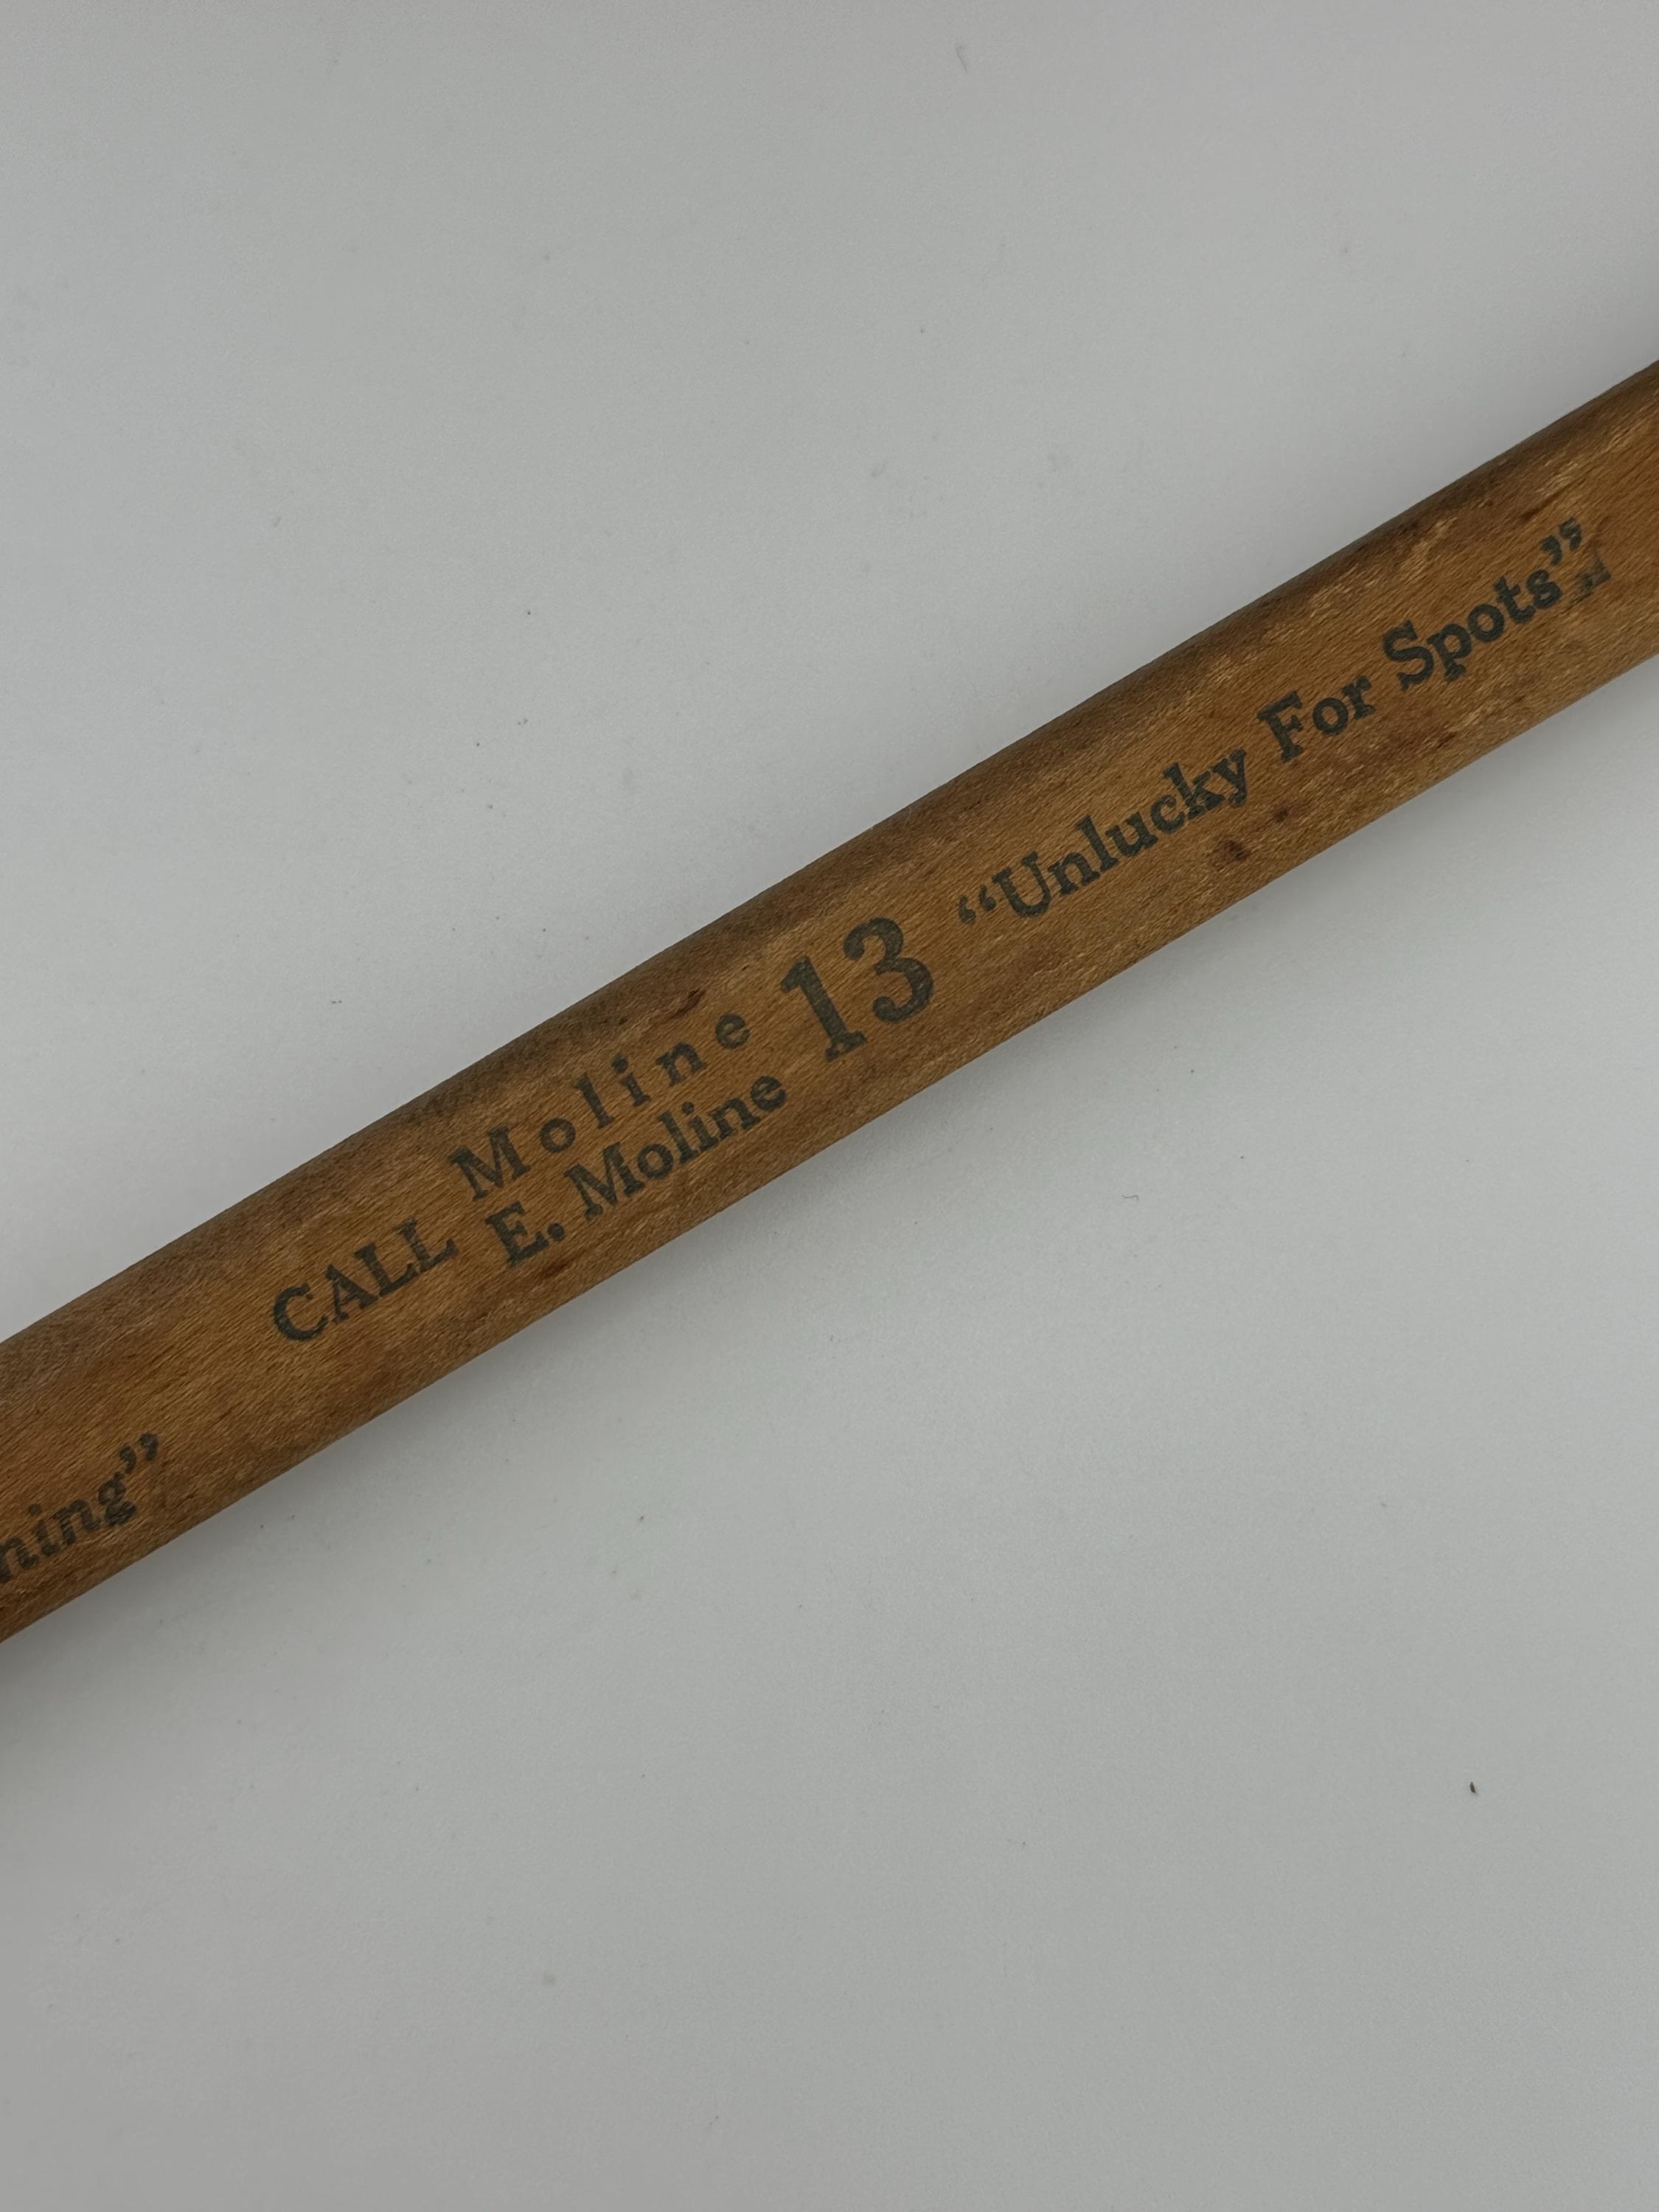 ning”
CALL Moline 13 “Unlucky For Spots”
E. Moline